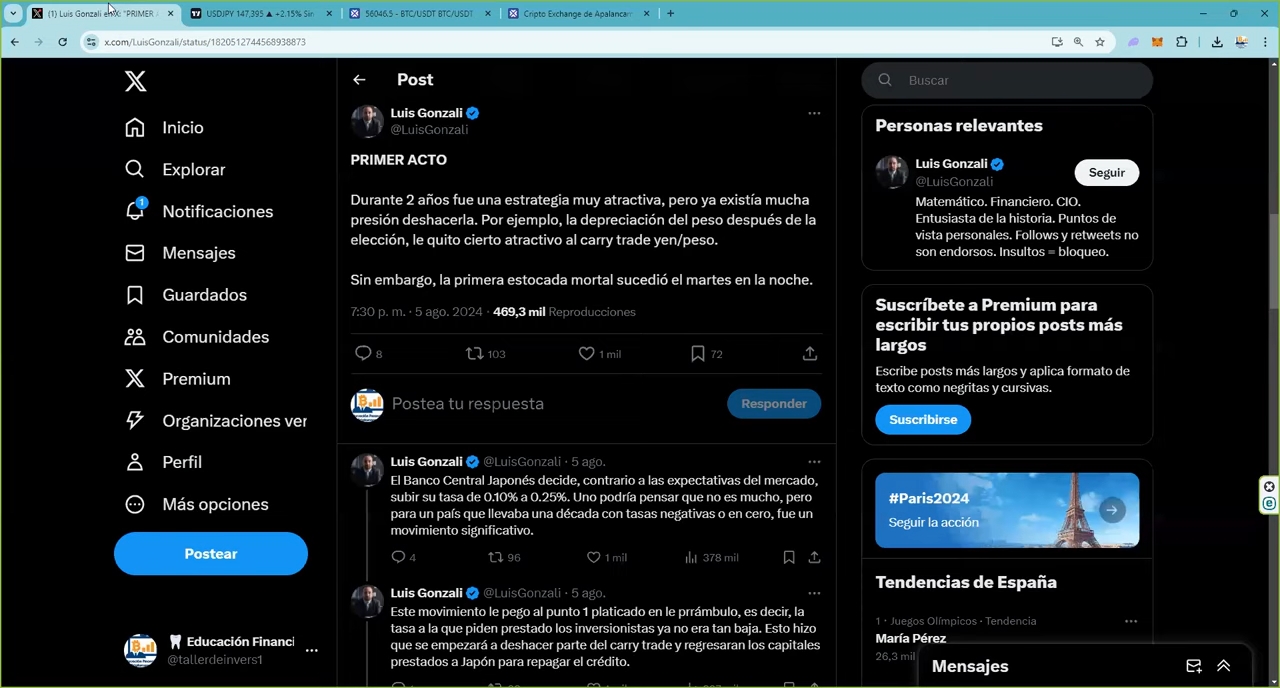 (1) Luis Gonzali en X: "PRIMER
USDJPY 147,395 ▲ +2.15% Sin
56046,5 - BTC/USDT BTC/USDT
Cripto Exchange de Apalancam
x.com/LuisGonzali/status/1820512744568938873
Inicio
Explorar
1
Notificaciones
Mensajes
Guardados
Comunidades
Premium
Organizaciones ver
Perfil
Más opciones
Postear
Educación Financi
@tallerdeinvers1
Post
Luis Gonzali
@LuisGonzali
PRIMER ACTO
Durante 2 años fue una estrategia muy atractiva, pero ya existía mucha
presión deshacerla. Por ejemplo, la depreciación del peso después de la
elección, le quito cierto atractivo al carry trade yen/peso.
Sin embargo, la primera estocada mortal sucedió el martes en la noche.
7:30 p. m. · 5 ago. 2024 · 469,3 mil Reproducciones
8 103 1 mil 72
Postea tu respuesta
Responder
Luis Gonzali @LuisGonzali · 5 ago.
El Banco Central Japonés decide, contrario a las expectativas del mercado,
subir su tasa de 0.10% a 0.25%. Uno podría pensar que no es mucho, pero
para un país que llevaba una década con tasas negativas o en cero, fue un
movimiento significativo.
4 96 1 mil 378 mil
Luis Gonzali @LuisGonzali · 5 ago.
Este movimiento le pego al punto 1 platicado en le prrámbulo, es decir, la
tasa a la que piden prestado los inversionistas ya no era tan baja. Esto hizo
que se empezará a deshacer parte del carry trade y regresaran los capitales
prestados a Japón para repagar el crédito.
Buscar
Personas relevantes
Luis Gonzali
@LuisGonzali
Seguir
Matemático. Financiero. CIO.
Entusiasta de la historia. Puntos de
vista personales. Follows y retweets no
son endorsos. Insultos = bloqueo.
Suscríbete a Premium para
escribir tus propios posts más
largos
Escribe posts más largos y aplica formato de
texto como negritas y cursivas.
Suscribirse
#Paris2024
Seguir la acción
Tendencias de España
1 · Juegos Olímpicos · Tendencia
María Pérez
26,3 mil
Mensajes